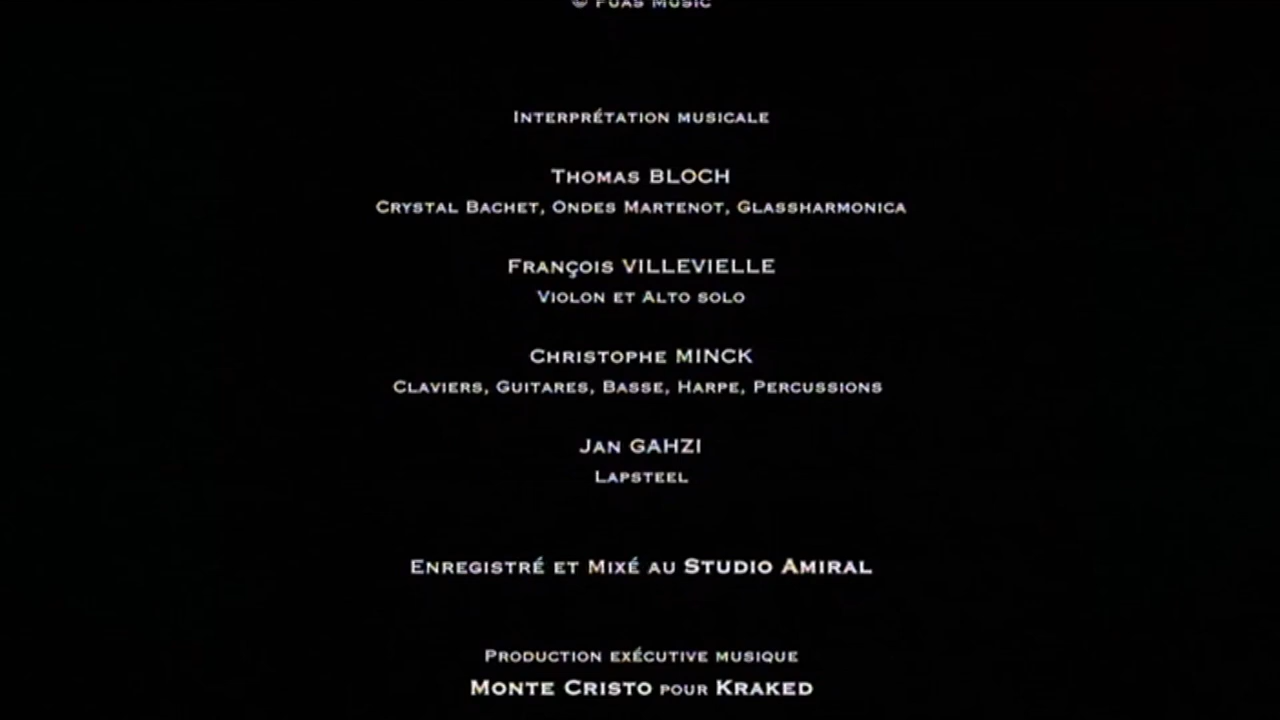 © PUAS MUSIC
INTERPRÉTATION MUSICALE
THOMAS BLOCH
CRYSTAL BACHET, ONDES MARTENOT, GLASSHARMONICA
FRANÇOIS VILLEVIELLE
VIOLON ET ALTO SOLO
CHRISTOPHE MINCK
CLAVIERS, GUITARES, BASSE, HARPE, PERCUSSIONS
JAN GAHZI
LAPSTEEL
ENREGISTRÉ ET MIXÉ AU STUDIO AMIRAL
PRODUCTION EXÉCUTIVE MUSIQUE
MONTE CRISTO POUR KRAKED